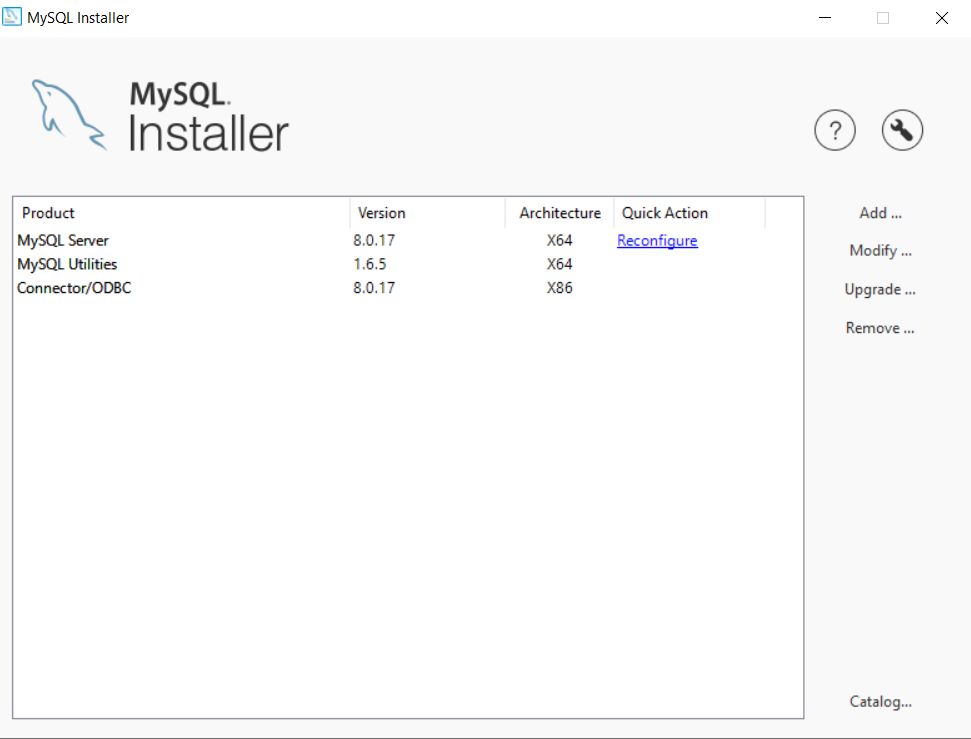 MySQL Installer
MySQL.
Installer
?
Product Version Architecture Quick Action
MySQL Server 8.0.17 X64 Reconfigure
MySQL Utilities 1.6.5 X64
Connector/ODBC 8.0.17 X86
Add ...
Modify ...
Upgrade ...
Remove ...
Catalog...